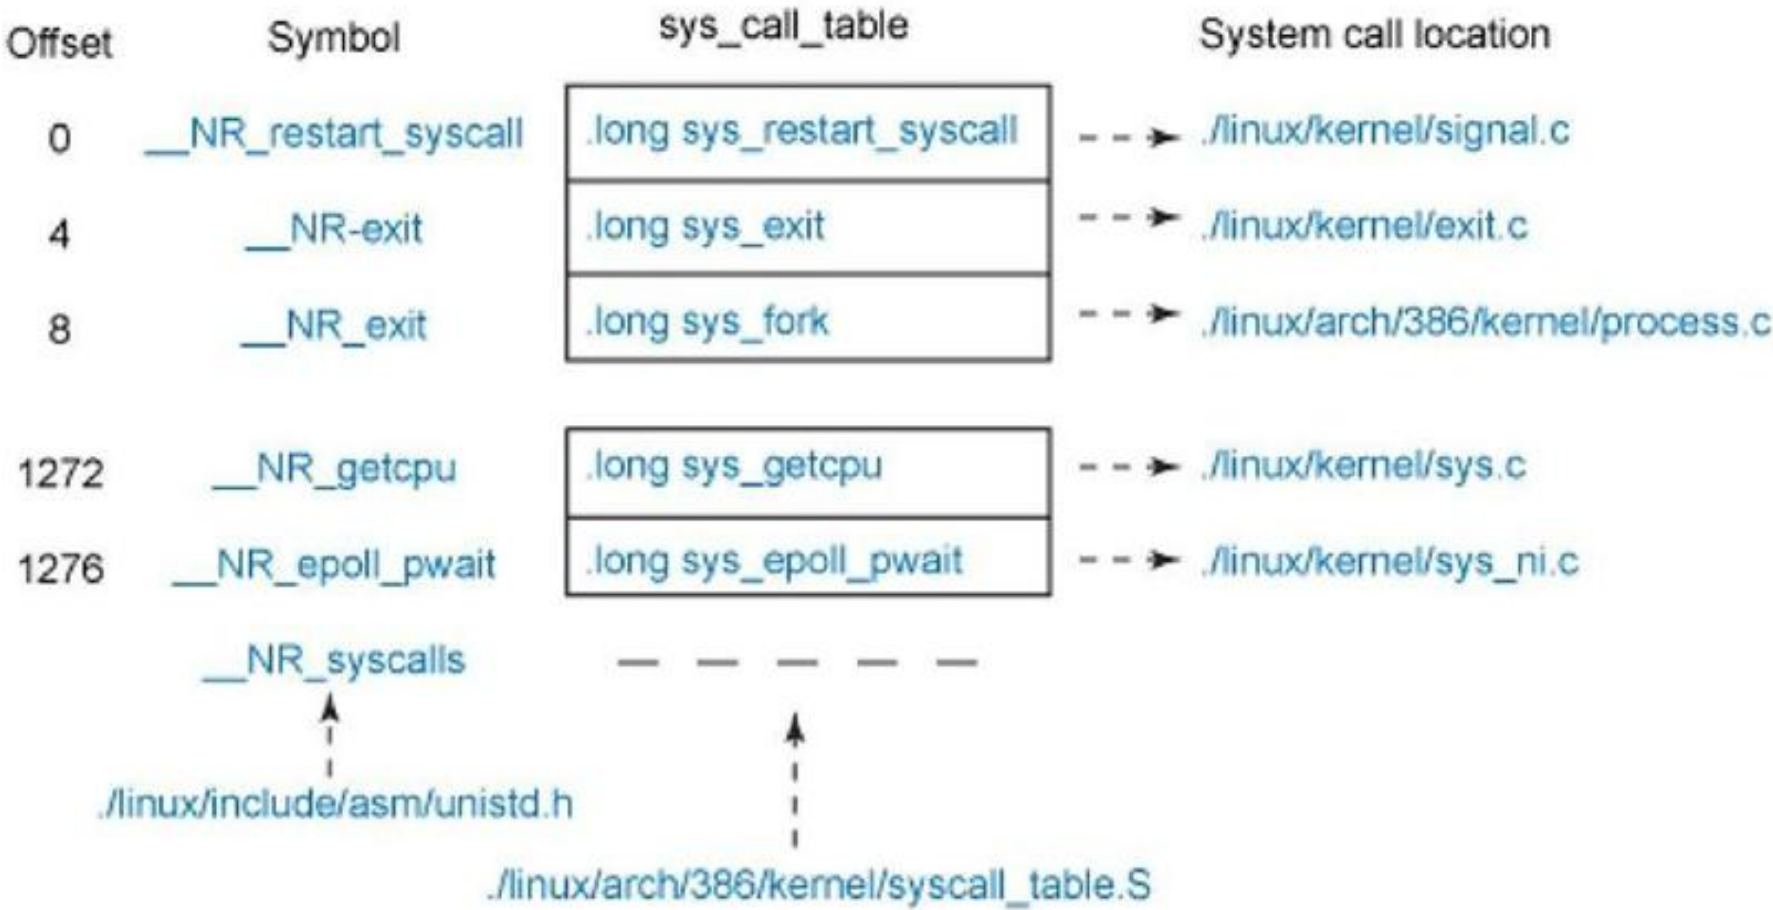 Offset Symbol sys_call_table System call location
0 __NR_restart_syscall .long sys_restart_syscall ./linux/kernel/signal.c
4 __NR-exit .long sys_exit ./linux/kernel/exit.c
8 __NR_exit .long sys_fork ./linux/arch/386/kernel/process.c
1272 __NR_getcpu .long sys_getcpu ./linux/kernel/sys.c
1276 __NR_epoll_pwait .long sys_epoll_pwait ./linux/kernel/sys_ni.c
__NR_syscalls
./linux/include/asm/unistd.h
./linux/arch/386/kernel/syscall_table.S